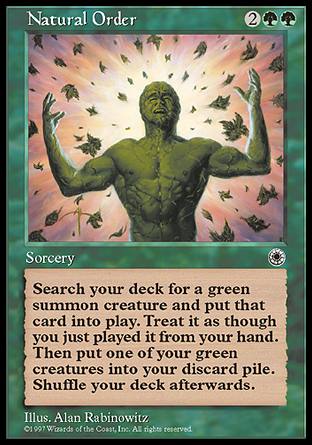 Natural Order 2
Sorcery
Search your deck for a green
summon creature and put that
card into play. Treat it as though
you just played it from your hand.
Then put one of your green
creatures into your discard pile.
Shuffle your deck afterwards.
Illus. Alan Rabinowitz
©1997 Wizards of the Coast, Inc. All rights reserved.